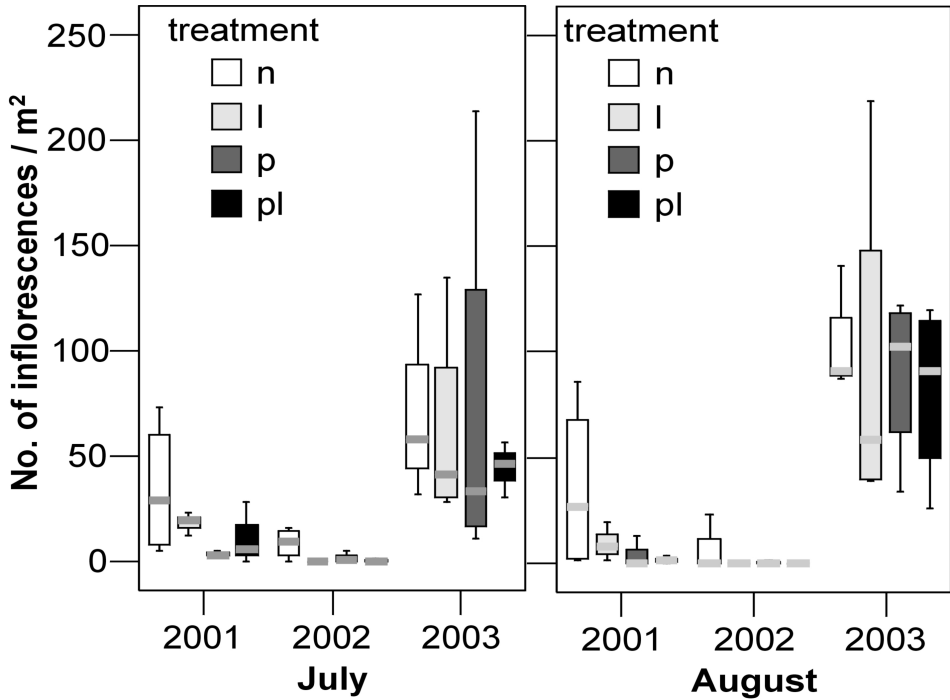 No. of inflorescences / m²
250
200
150
100
50
0
treatment
n
l
p
pl
2001 2002 2003
July
treatment
n
l
p
pl
2001 2002 2003
August